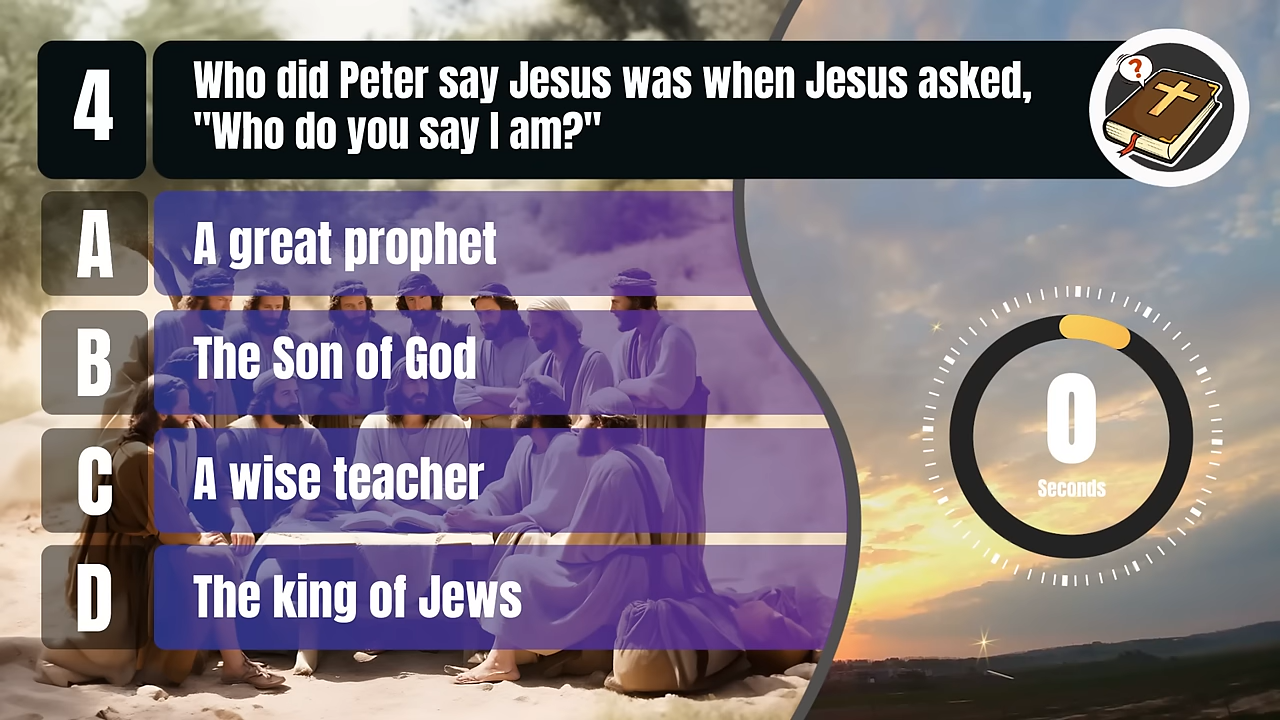 4
Who did Peter say Jesus was when Jesus asked,
"Who do you say I am?"
?
A
A great prophet
B
The Son of God
C
A wise teacher
D
The king of Jews
0
Seconds